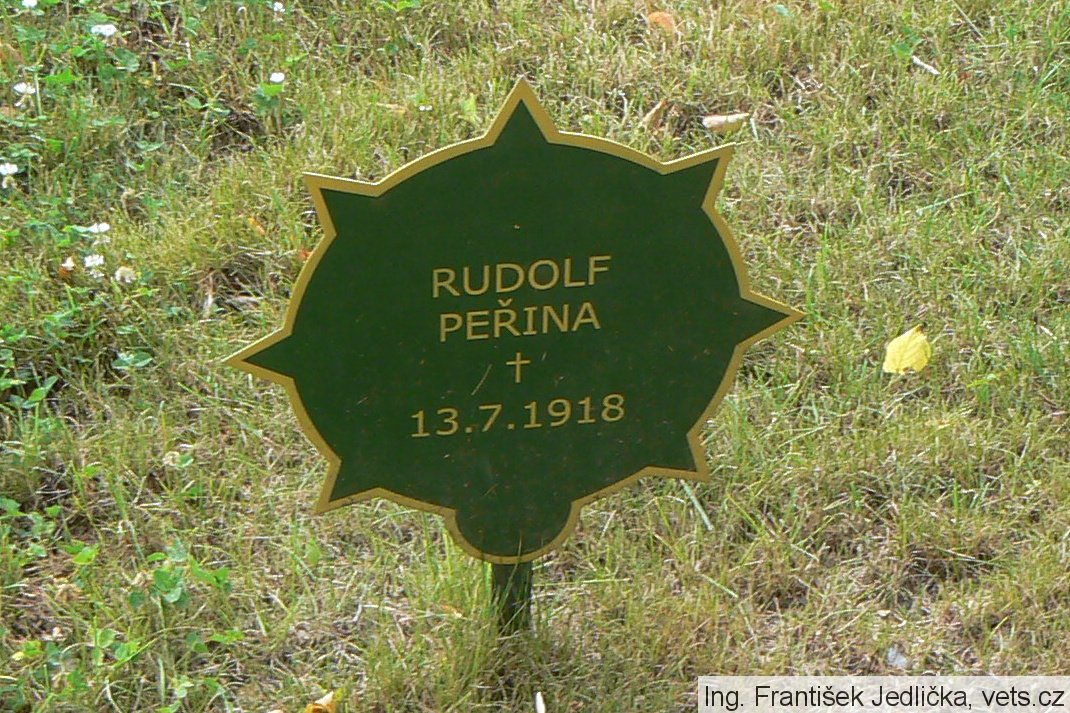 RUDOLF
PEŘINA
†
13.7.1918
Ing. František Jedlička, vets.cz